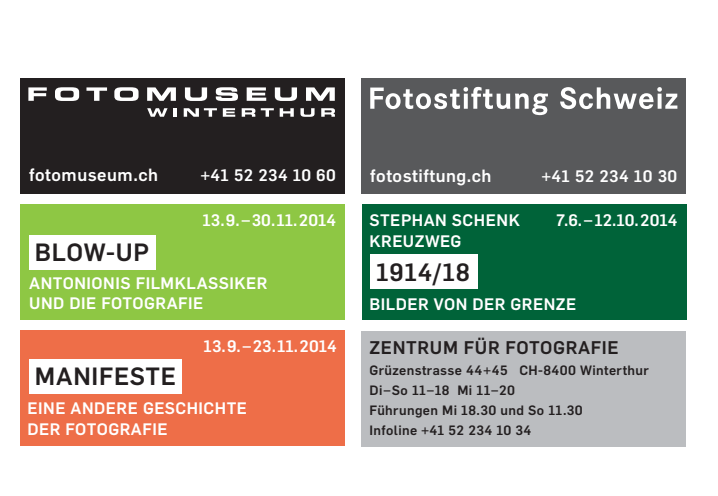 FOTOMUSEUM
WINTERTHUR
fotomuseum.ch +41 52 234 10 60
Fotostiftung Schweiz
fotostiftung.ch +41 52 234 10 30
13.9.–30.11.2014
BLOW-UP
ANTONIONIS FILMKLASSIKER
UND DIE FOTOGRAFIE
STEPHAN SCHENK 7.6.–12.10.2014
KREUZWEG
1914/18
BILDER VON DER GRENZE
13.9.–23.11.2014
MANIFESTE
EINE ANDERE GESCHICHTE
DER FOTOGRAFIE
ZENTRUM FÜR FOTOGRAFIE
Grüzenstrasse 44+45 CH-8400 Winterthur
Di–So 11–18 Mi 11–20
Führungen Mi 18.30 und So 11.30
Infoline +41 52 234 10 34